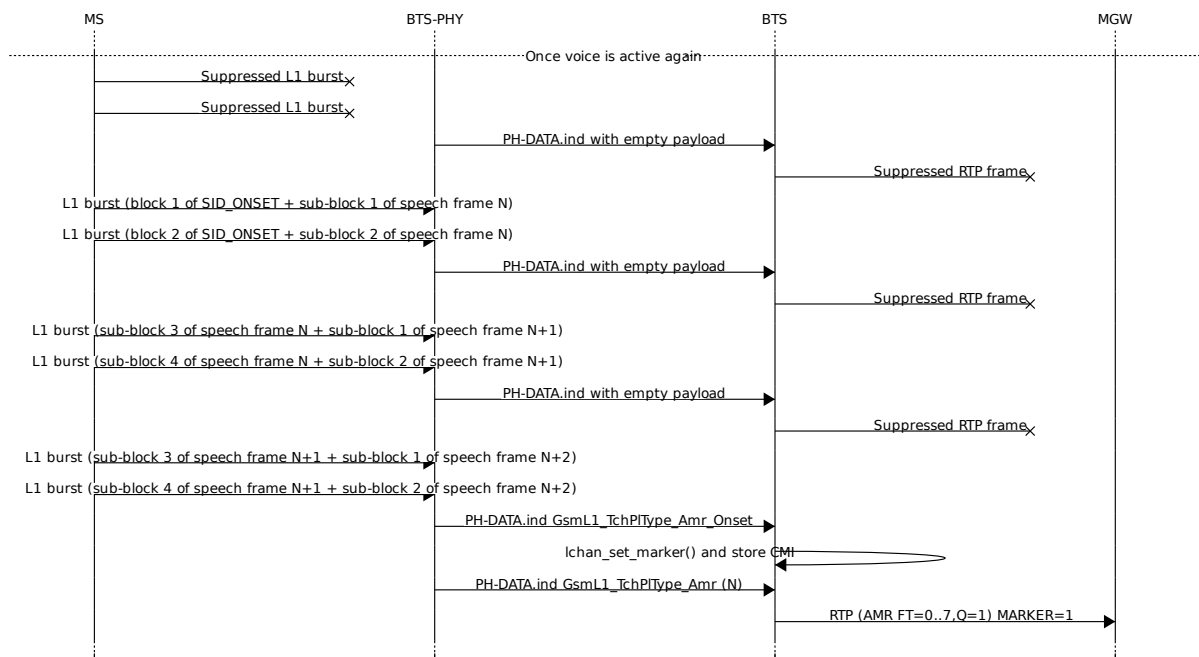 MS BTS-PHY BTS MGW
Once voice is active again
Suppressed L1 burst
Suppressed L1 burst
PH-DATA.ind with empty payload
Suppressed RTP frame
L1 burst (block 1 of SID_ONSET + sub-block 1 of speech frame N)
L1 burst (block 2 of SID_ONSET + sub-block 2 of speech frame N)
PH-DATA.ind with empty payload
Suppressed RTP frame
L1 burst (sub-block 3 of speech frame N + sub-block 1 of speech frame N+1)
L1 burst (sub-block 4 of speech frame N + sub-block 2 of speech frame N+1)
PH-DATA.ind with empty payload
Suppressed RTP frame
L1 burst (sub-block 3 of speech frame N+1 + sub-block 1 of speech frame N+2)
L1 burst (sub-block 4 of speech frame N+1 + sub-block 2 of speech frame N+2)
PH-DATA.ind GsmL1_TchPlType_Amr_Onset
lchan_set_marker() and store CMI
PH-DATA.ind GsmL1_TchPlType_Amr (N)
RTP (AMR FT=0..7,Q=1) MARKER=1